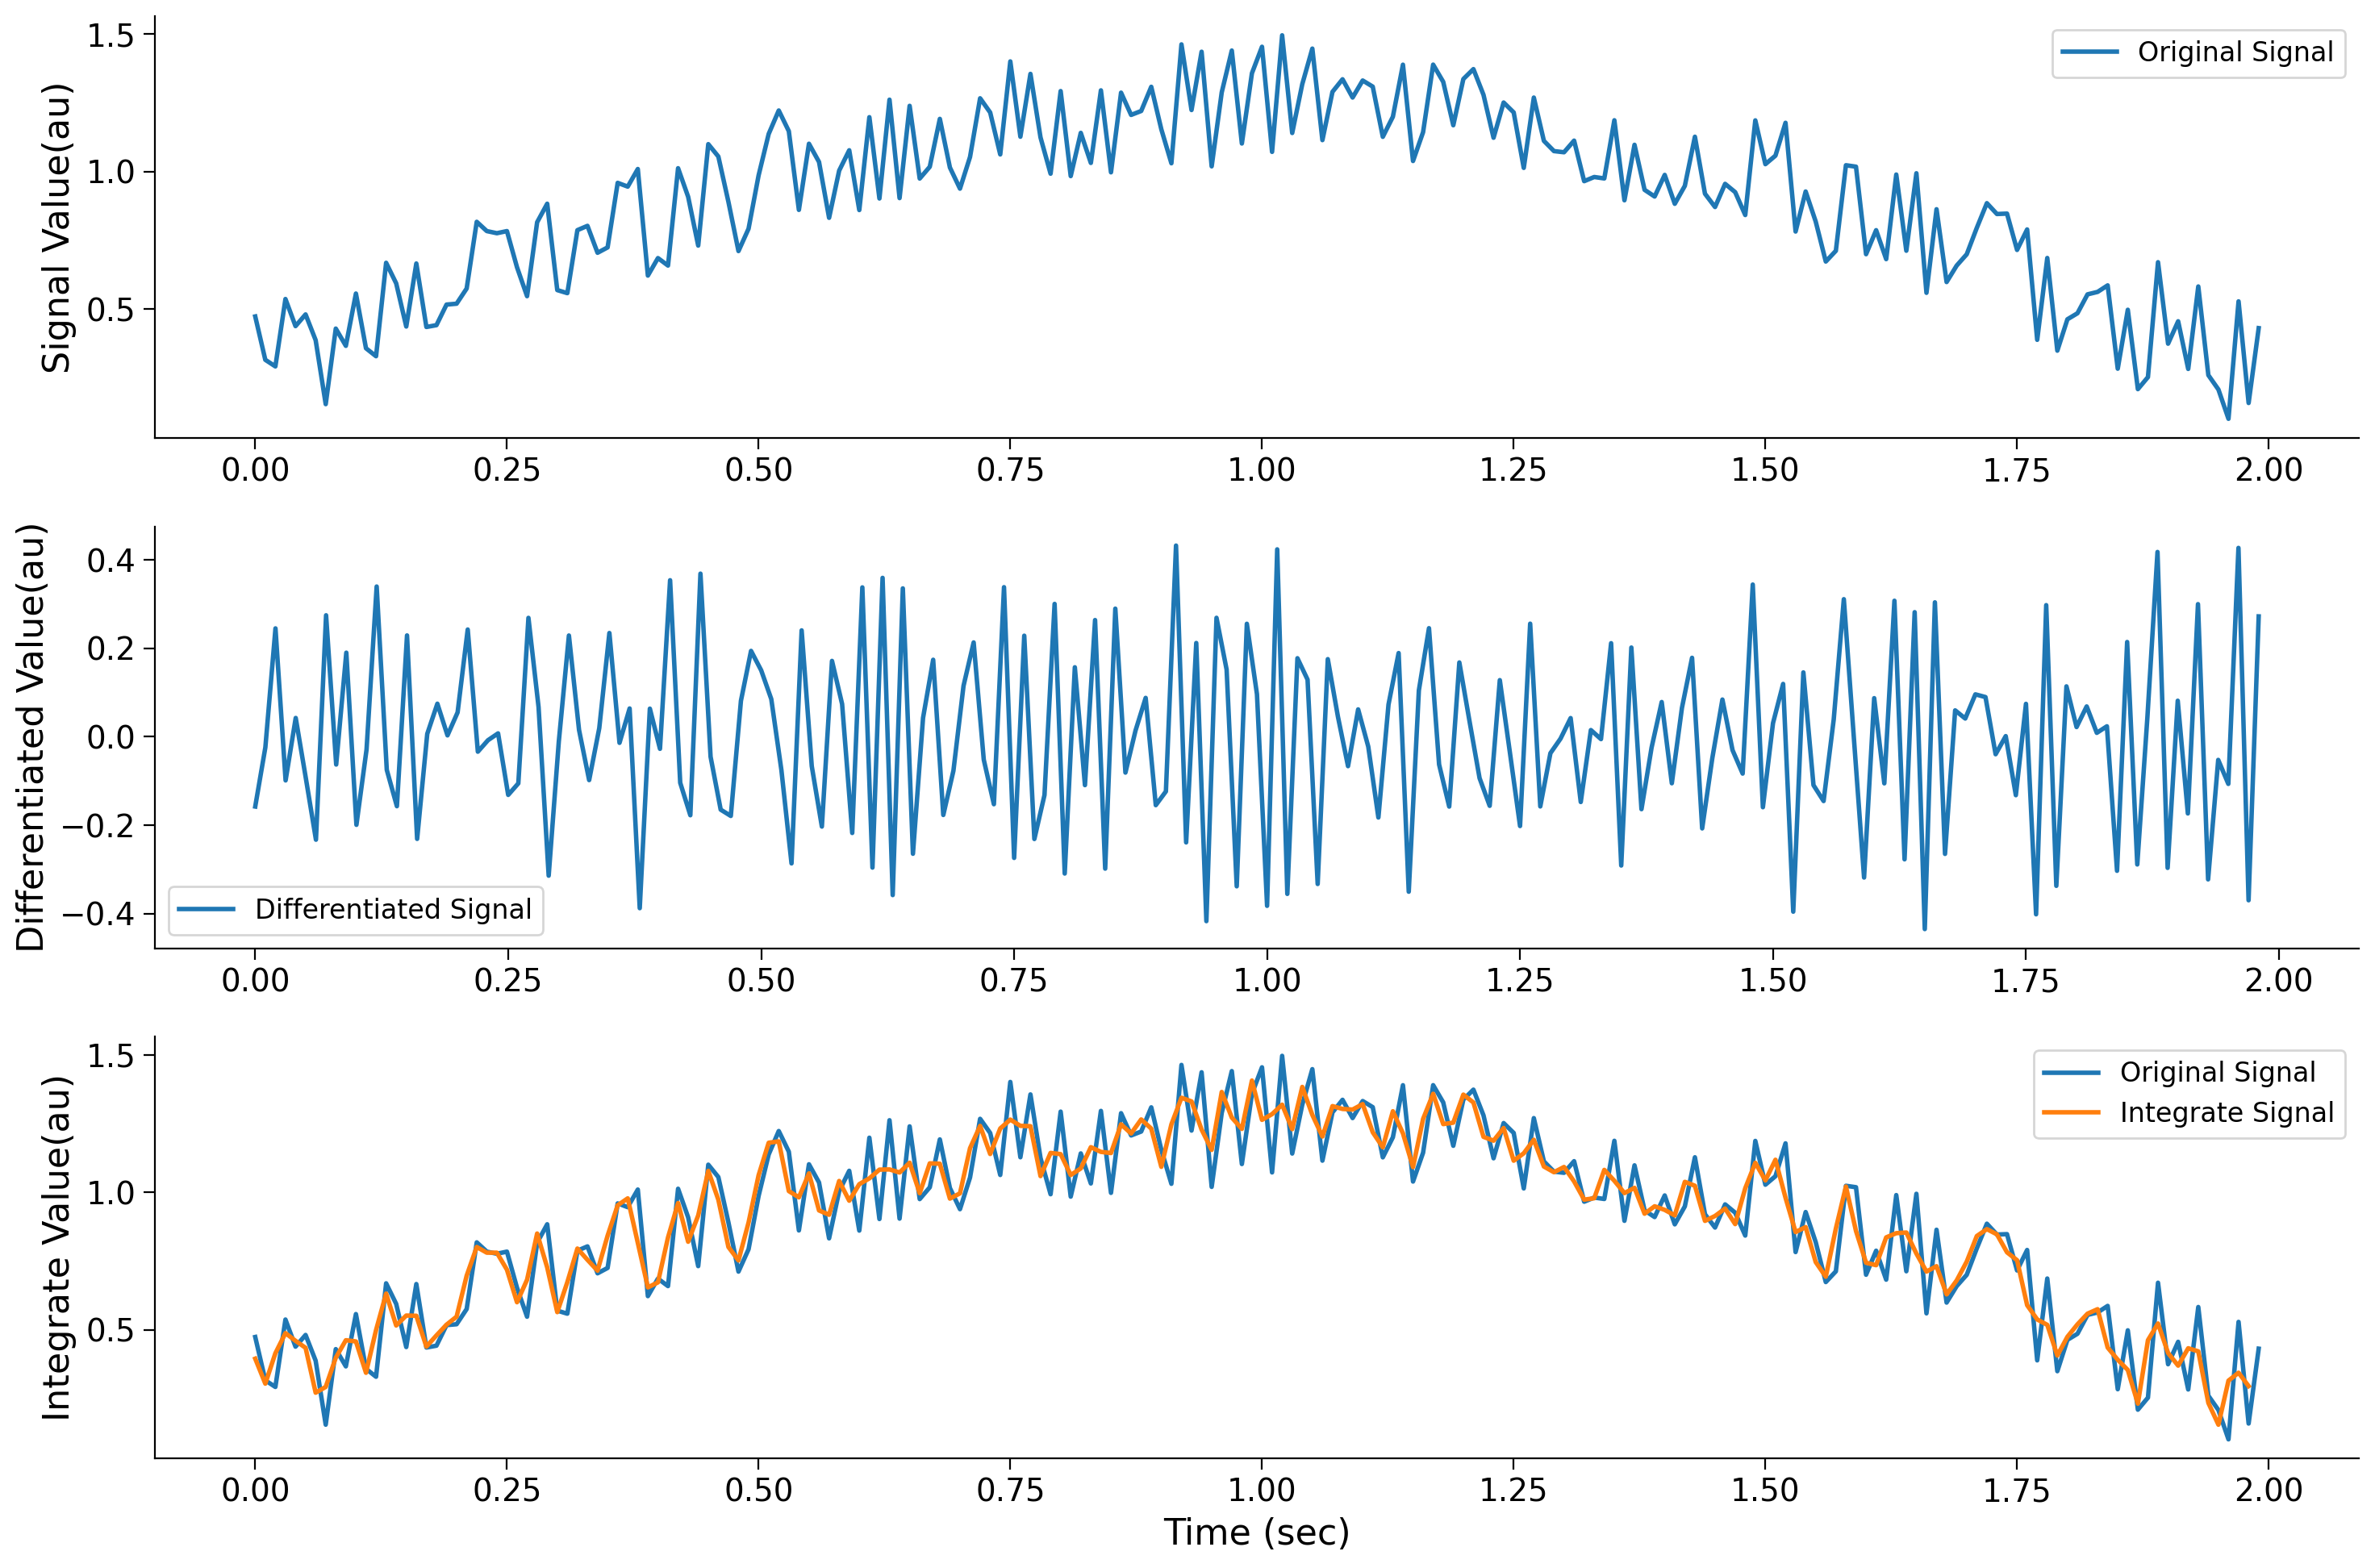 Signal Value(au)
1.5
1.0
0.5
Original Signal
0.00 0.25 0.50 0.75 1.00 1.25 1.50 1.75 2.00
Differentiated Value(au)
0.4
0.2
0.0
−0.2
−0.4
Differentiated Signal
0.00 0.25 0.50 0.75 1.00 1.25 1.50 1.75 2.00
Integrate Value(au)
1.5
1.0
0.5
Original Signal
Integrate Signal
0.00 0.25 0.50 0.75 1.00 1.25 1.50 1.75 2.00
Time (sec)